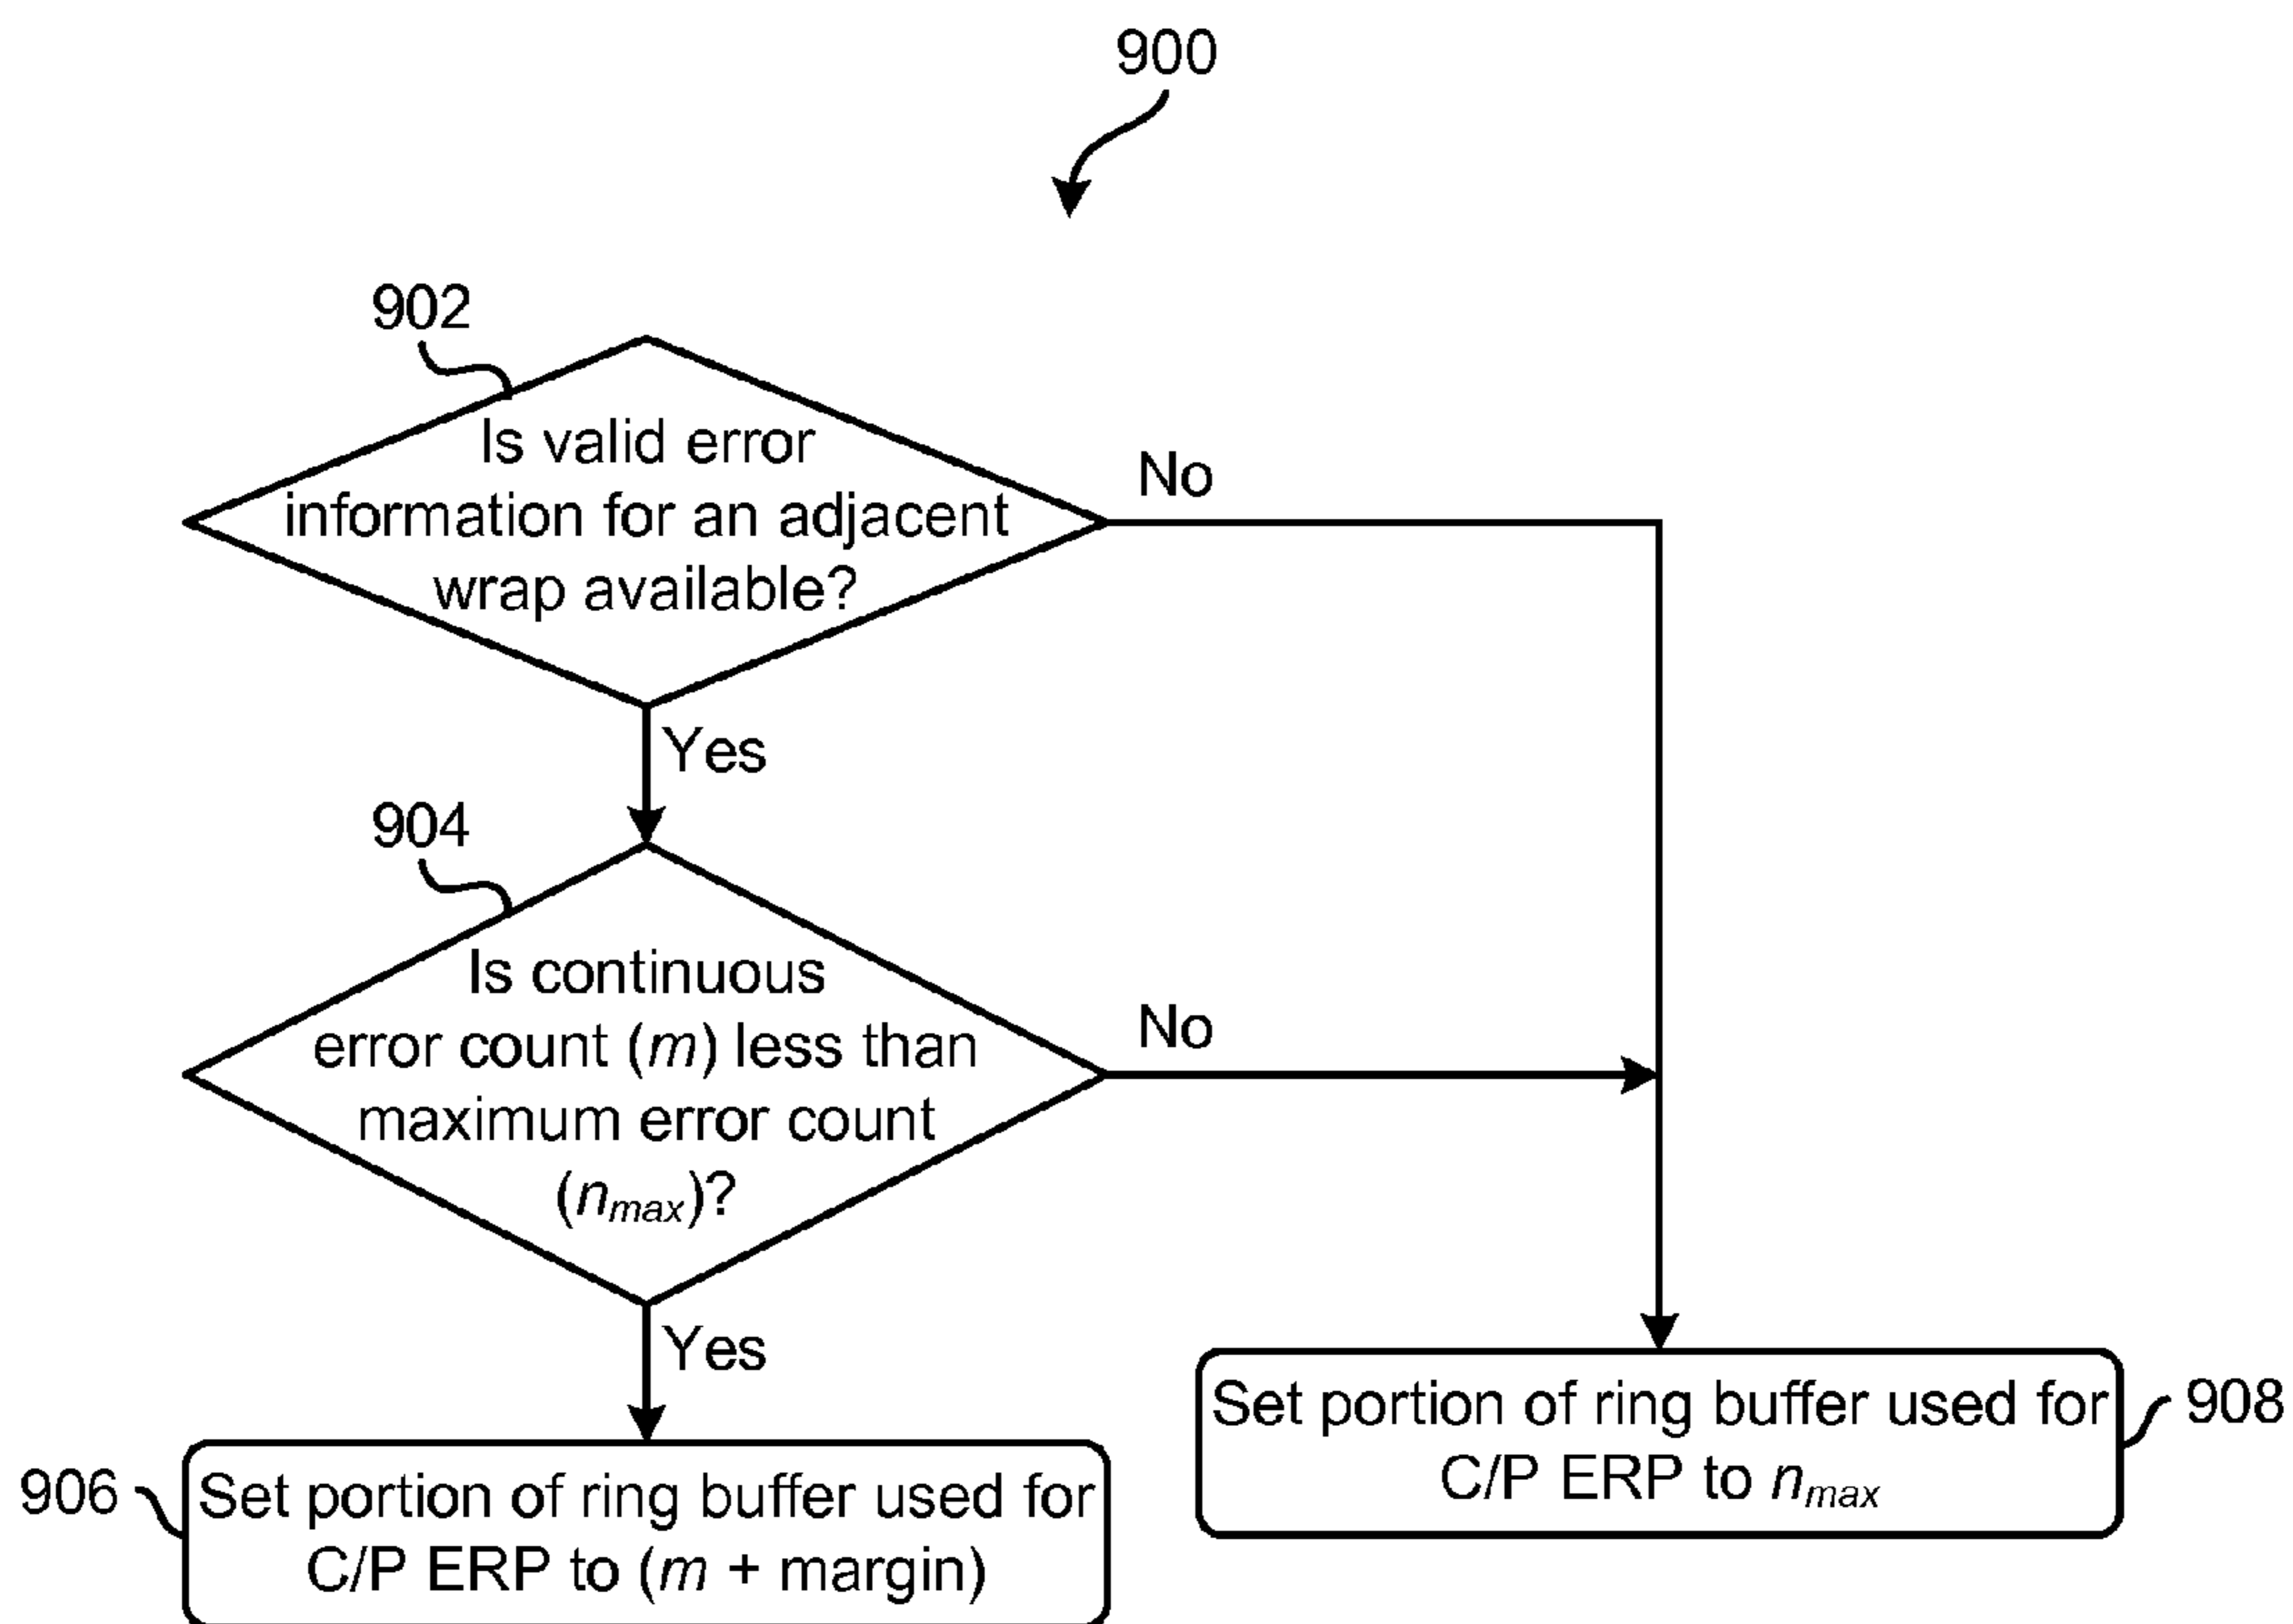 900
902
Is valid error
information for an adjacent
wrap available?
No
Yes
904
Is continuous
error count (m) less than
maximum error count
(nmax)?
No
Yes
906
Set portion of ring buffer used for
C/P ERP to (m + margin)
Set portion of ring buffer used for
C/P ERP to nmax
908